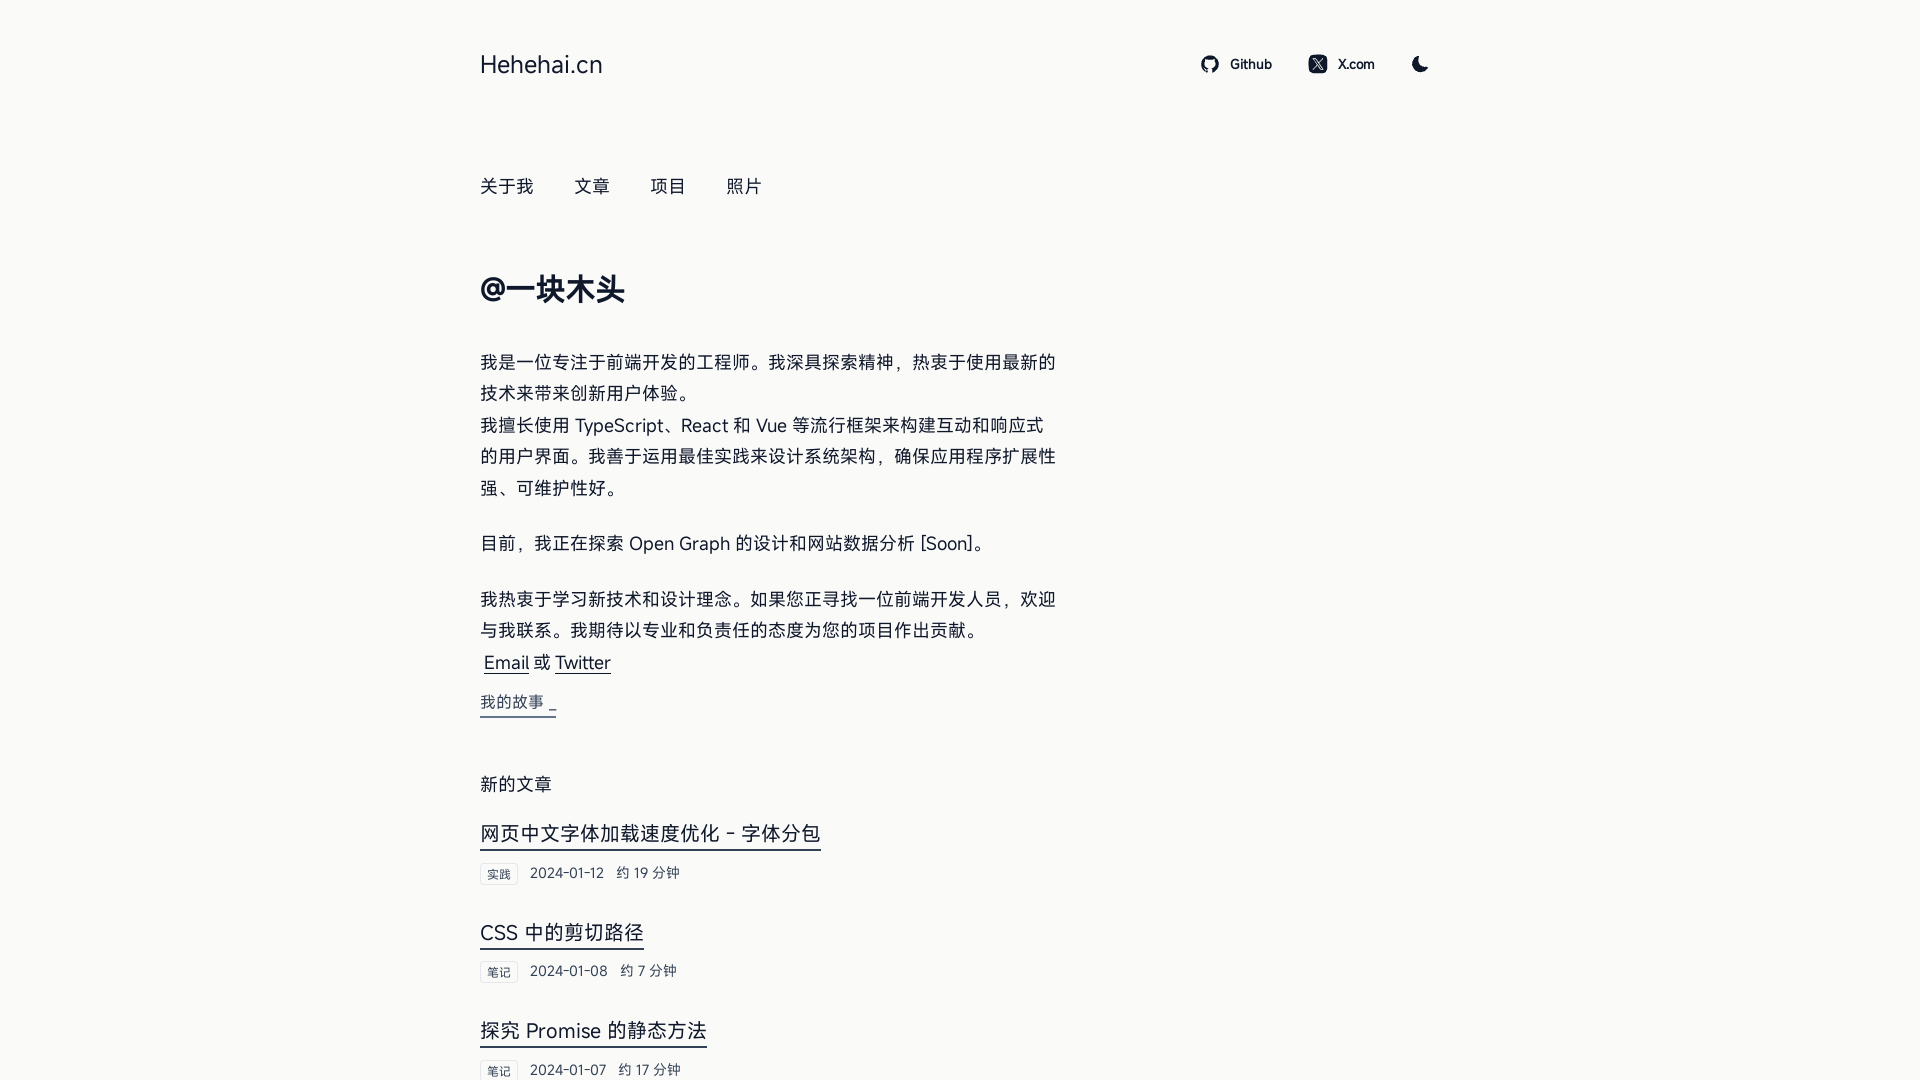 Hehehai.cn
Github
X.com
关于我
文章
项目
照片
@一块木头
我是一位专注于前端开发的工程师。我深具探索精神，热衷于使用最新的
技术来带来创新用户体验。
我擅长使用 TypeScript、React 和 Vue 等流行框架来构建互动和响应式
的用户界面。我善于运用最佳实践来设计系统架构，确保应用程序扩展性
强、可维护性好。
目前，我正在探索 Open Graph 的设计和网站数据分析 [Soon]。
我热衷于学习新技术和设计理念。如果您正寻找一位前端开发人员，欢迎
与我联系。我期待以专业和负责任的态度为您的项目作出贡献。
Email 或 Twitter
我的故事 _
新的文章
网页中文字体加载速度优化 - 字体分包
实践 2024-01-12 约 19 分钟
CSS 中的剪切路径
笔记 2024-01-08 约 7 分钟
探究 Promise 的静态方法
笔记 2024-01-07 约 17 分钟